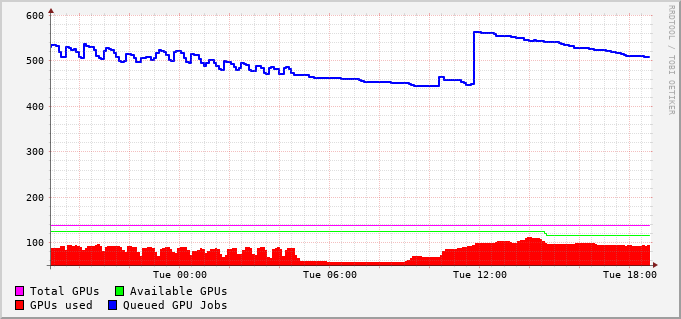 600
500
400
300
200
100
Tue 00:00 Tue 06:00 Tue 12:00 Tue 18:00
Total GPUs Available GPUs
GPUs used Queued GPU Jobs
RRDTOOL / TOBI OETIKER